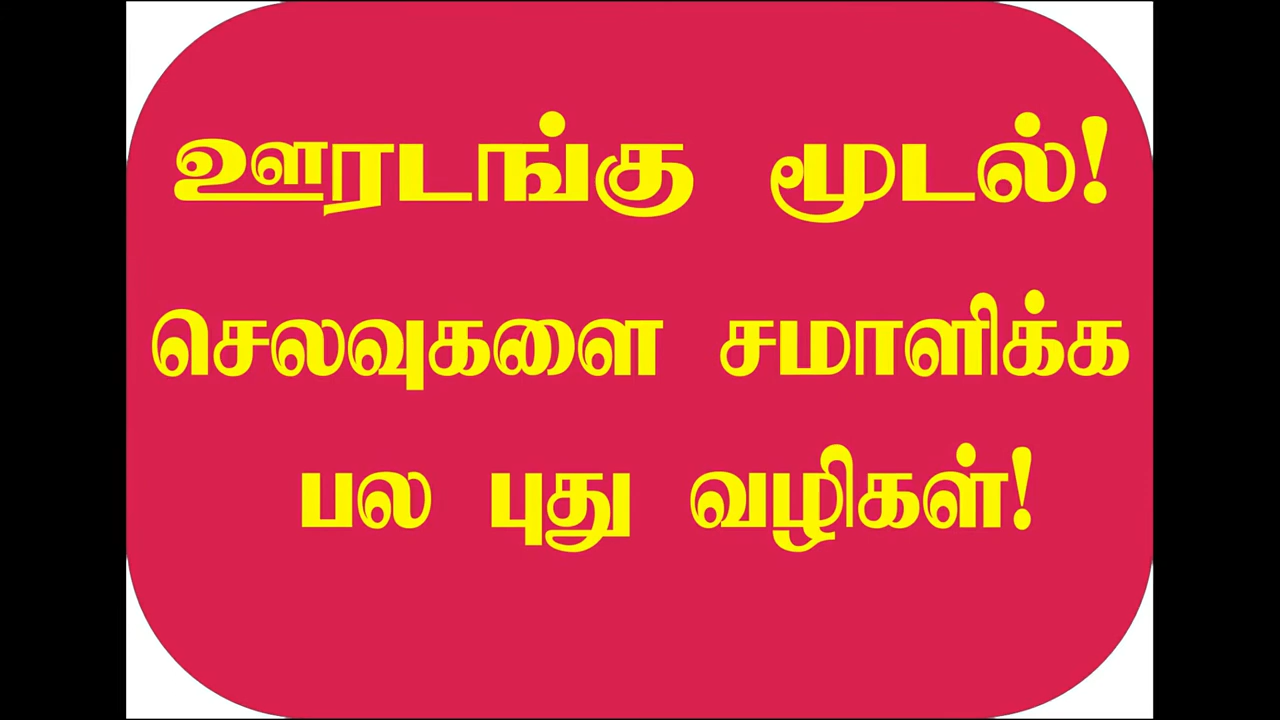 ஊரடங்கு மூடல்!
செலவுகளை சமாளிக்க
பல புது வழிகள்!